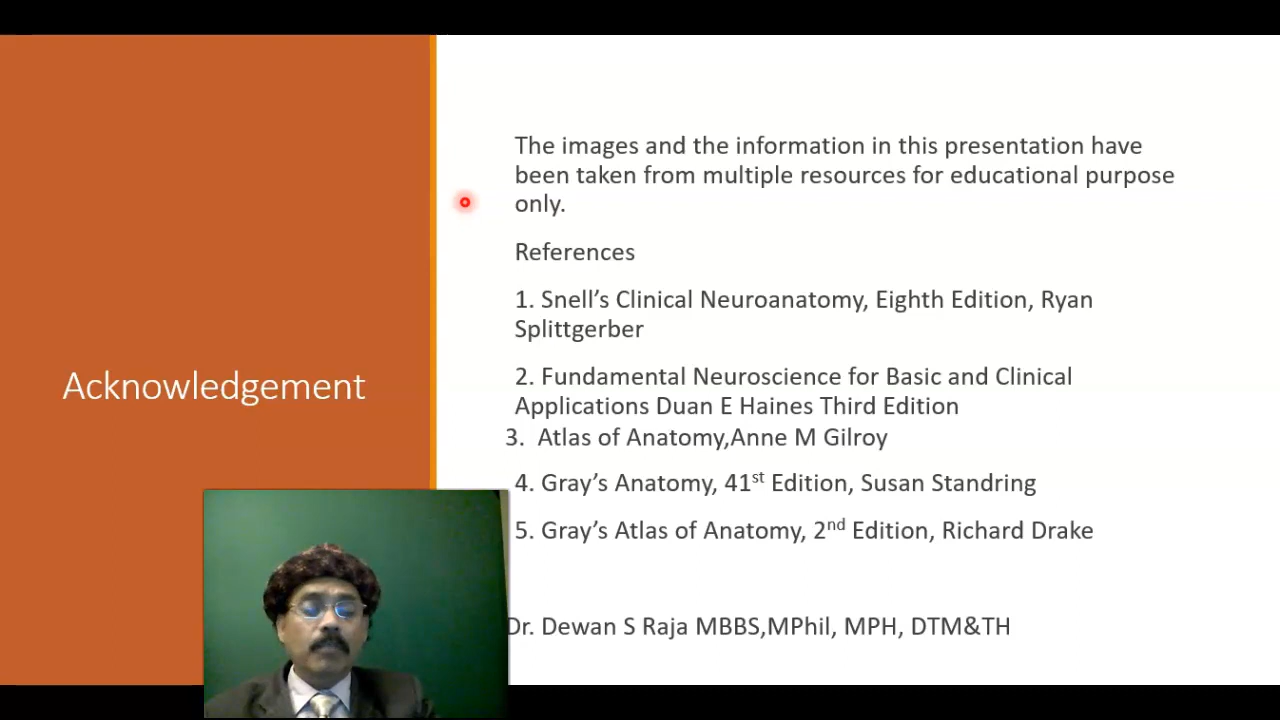 Acknowledgement
The images and the information in this presentation have
been taken from multiple resources for educational purpose
only.
References
1. Snell’s Clinical Neuroanatomy, Eighth Edition, Ryan
Splittgerber
2. Fundamental Neuroscience for Basic and Clinical
Applications Duan E Haines Third Edition
3. Atlas of Anatomy,Anne M Gilroy
4. Gray’s Anatomy, 41st Edition, Susan Standring
5. Gray’s Atlas of Anatomy, 2nd Edition, Richard Drake
Dr. Dewan S Raja MBBS,MPhil, MPH, DTM&TH